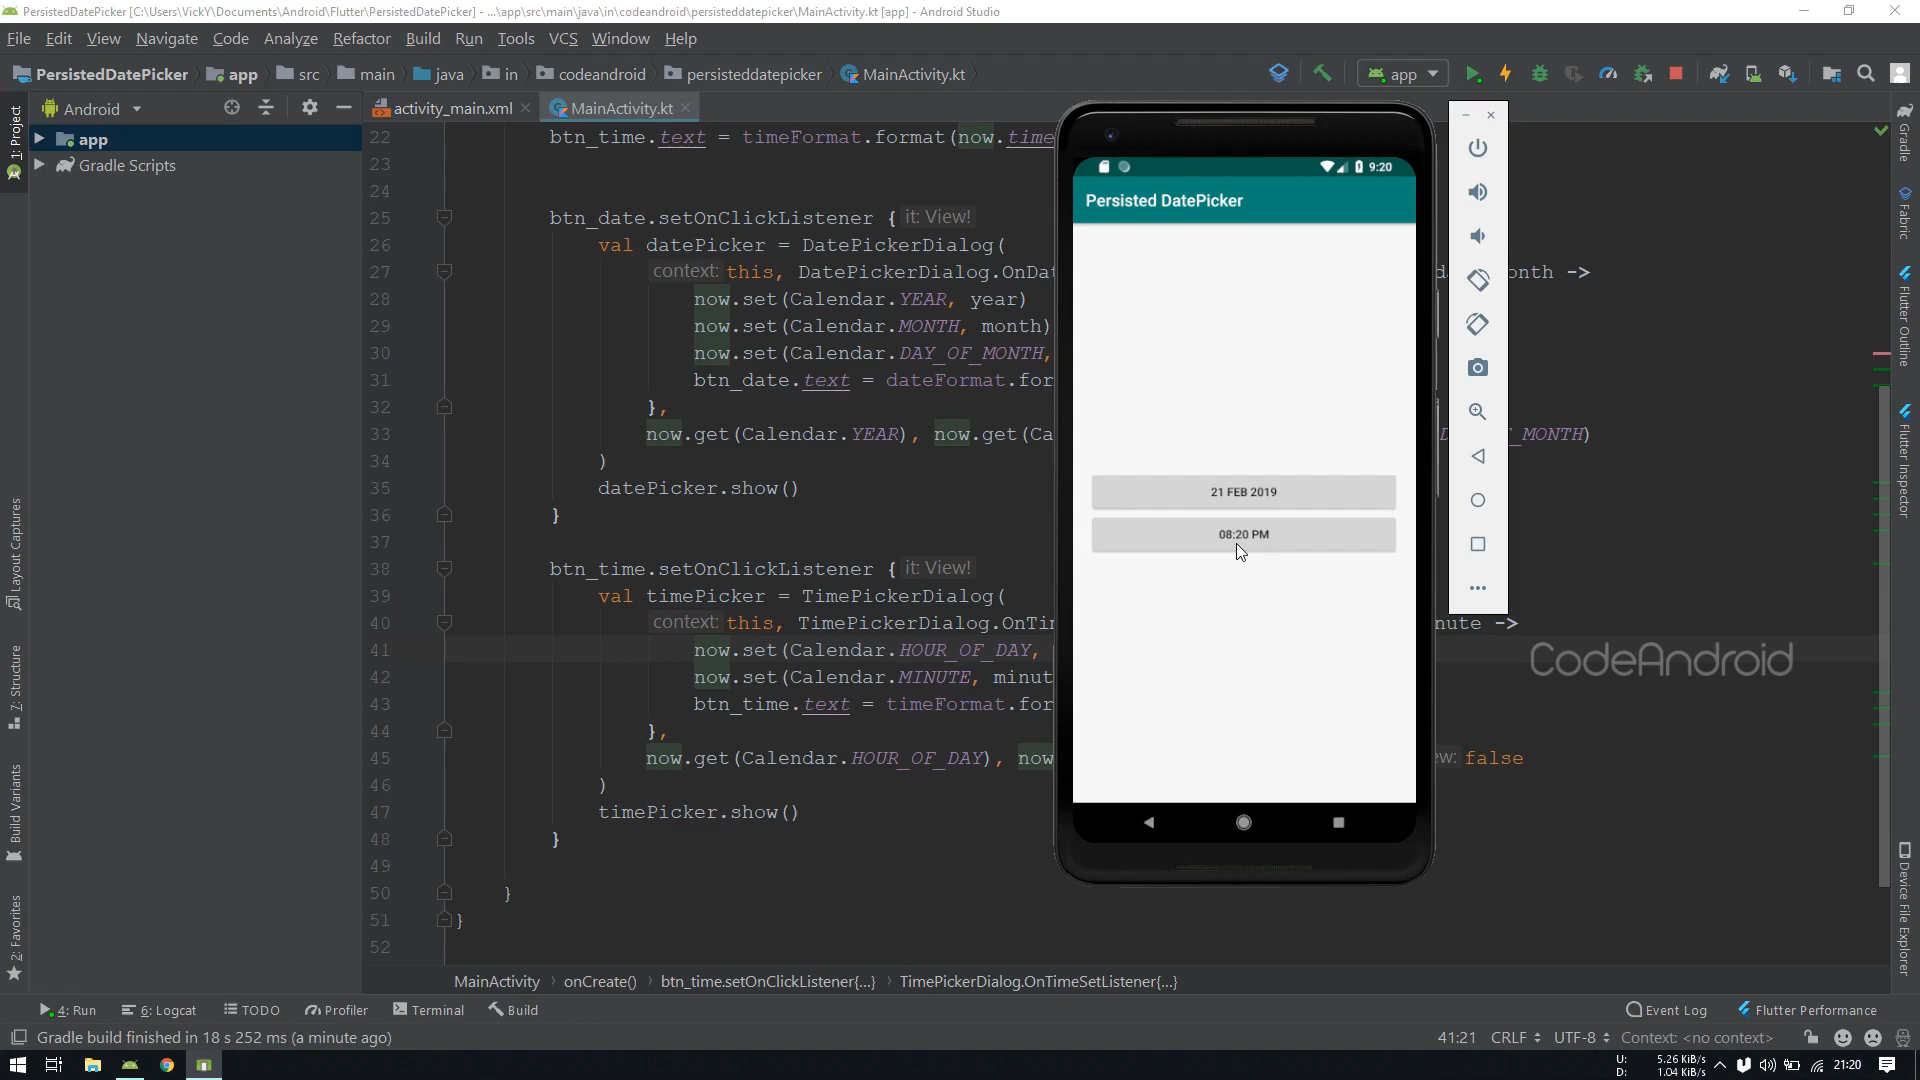 PersistedDatePicker [C:\Users\VickY\Documents\Android\Flutter\PersistedDatePicker] - ...\app\src\main\java\in\codeandroid\persisteddatepicker\MainActivity.kt [app] - Android Studio
File Edit View Navigate Code Analyze Refactor Build Run Tools VCS Window Help
PersistedDatePicker app src main java in codeandroid persisteddatepicker MainActivity.kt app
Android activity_main.xml MainActivity.kt
1: Project
app
Gradle Scripts
Layout Captures
7: Structure
Build Variants
2: Favorites
22 btn_time.text = timeFormat.format(now.time
23
24
25 btn_date.setOnClickListener { it: View!
26 val datePicker = DatePickerDialog(
27 context: this, DatePickerDialog.OnDa onth ->
28 now.set(Calendar.YEAR, year)
29 now.set(Calendar.MONTH, month)
30 now.set(Calendar.DAY_OF_MONTH,
31 btn_date.text = dateFormat.for
32 },
33 now.get(Calendar.YEAR), now.get(Ca _MONTH)
34 )
35 datePicker.show()
36 }
37
38 btn_time.setOnClickListener { it: View!
39 val timePicker = TimePickerDialog(
40 context: this, TimePickerDialog.OnTim nute ->
41 now.set(Calendar.HOUR_OF_DAY,
42 now.set(Calendar.MINUTE, minut
43 btn_time.text = timeFormat.for
44 },
45 now.get(Calendar.HOUR_OF_DAY), now ew: false
46 )
47 timePicker.show()
48 }
49
50 }
51 }
52
9:20
Persisted DatePicker
21 FEB 2019
08:20 PM
CodeAndroid
Gradle
Fabric
Flutter Outline
Flutter Inspector
Device File Explorer
MainActivity onCreate() btn_time.setOnClickListener{...} TimePickerDialog.OnTimeSetListener{...}
4: Run 6: Logcat TODO Profiler Terminal Build Event Log Flutter Performance
Gradle build finished in 18 s 252 ms (a minute ago) 41:21 CRLF UTF-8 Context: <no context>
U: 5.26 KiB/s
D: 1.04 KiB/s
21:20